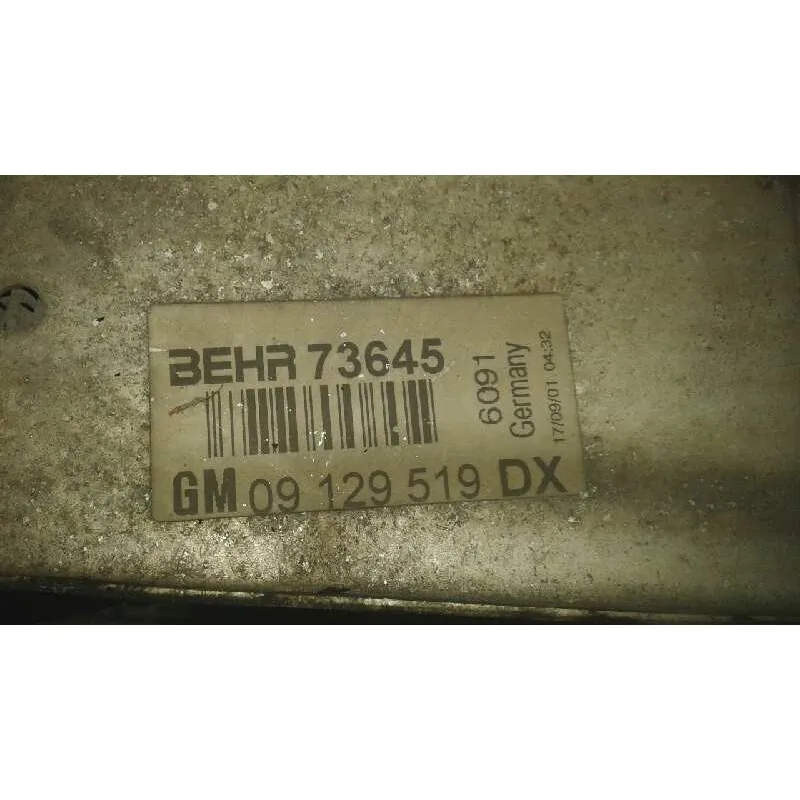 BEHR 73645
GM 09 129 519 DX
6091
Germany
17/09/01 04:32